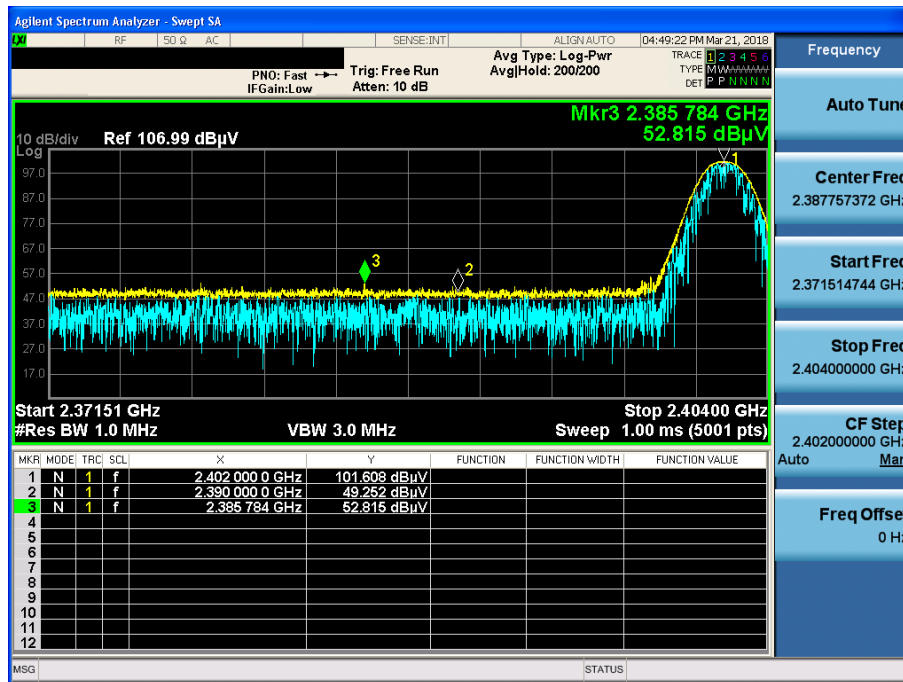 Agilent Spectrum Analyzer - Swept SA
LXI RF 50 Ω AC SENSE:INT ALIGN AUTO 04:49:22 PM Mar 21, 2018
Frequency
Avg Type: Log-Pwr
TRACE 1 2 3 4 5 6
PNO: Fast Trig: Free Run Avg|Hold: 200/200
TYPE M W W W W W
IFGain:Low Atten: 10 dB
DET P P N N N N
Auto Tune
Mkr3 2.385 784 GHz
52.815 dBµV
10 dB/div Ref 106.99 dBµV
Log
97.0
87.0
77.0
67.0
57.0
47.0
37.0
27.0
17.0
1
2
3
Center Freq
2.387757372 GHz
Start Freq
2.371514744 GHz
Stop Freq
2.404000000 GHz
Start 2.37151 GHz Stop 2.40400 GHz
#Res BW 1.0 MHz VBW 3.0 MHz Sweep 1.00 ms (5001 pts)
CF Step
2.402000000 GHz
Auto Man
MKR MODE TRC SCL X Y FUNCTION FUNCTION WIDTH FUNCTION VALUE
1 N 1 f 2.402 000 0 GHz 101.608 dBµV
2 N 1 f 2.390 000 0 GHz 49.252 dBµV
3 N 1 f 2.385 784 GHz 52.815 dBµV
4
5
6
7
8
9
10
11
12
Freq Offset
0 Hz
MSG STATUS